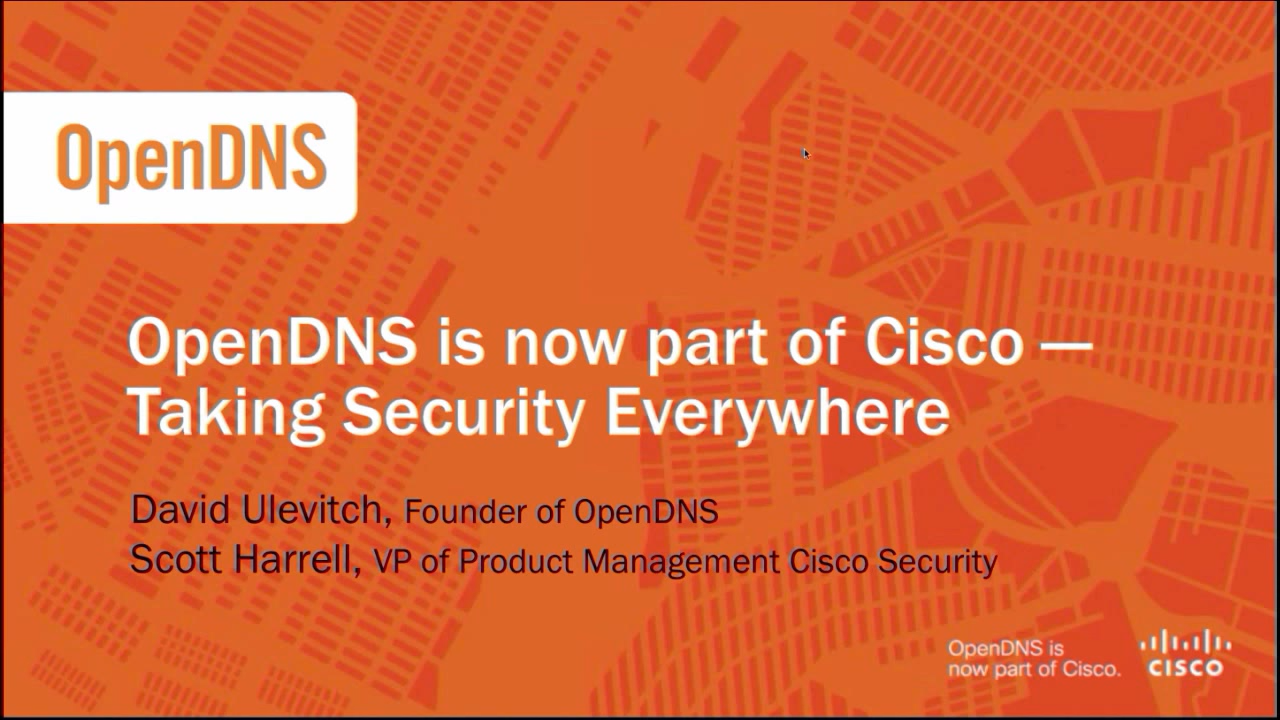 OpenDNS
OpenDNS is now part of Cisco —
Taking Security Everywhere
David Ulevitch, Founder of OpenDNS
Scott Harrell, VP of Product Management Cisco Security
OpenDNS is
now part of Cisco.
CISCO